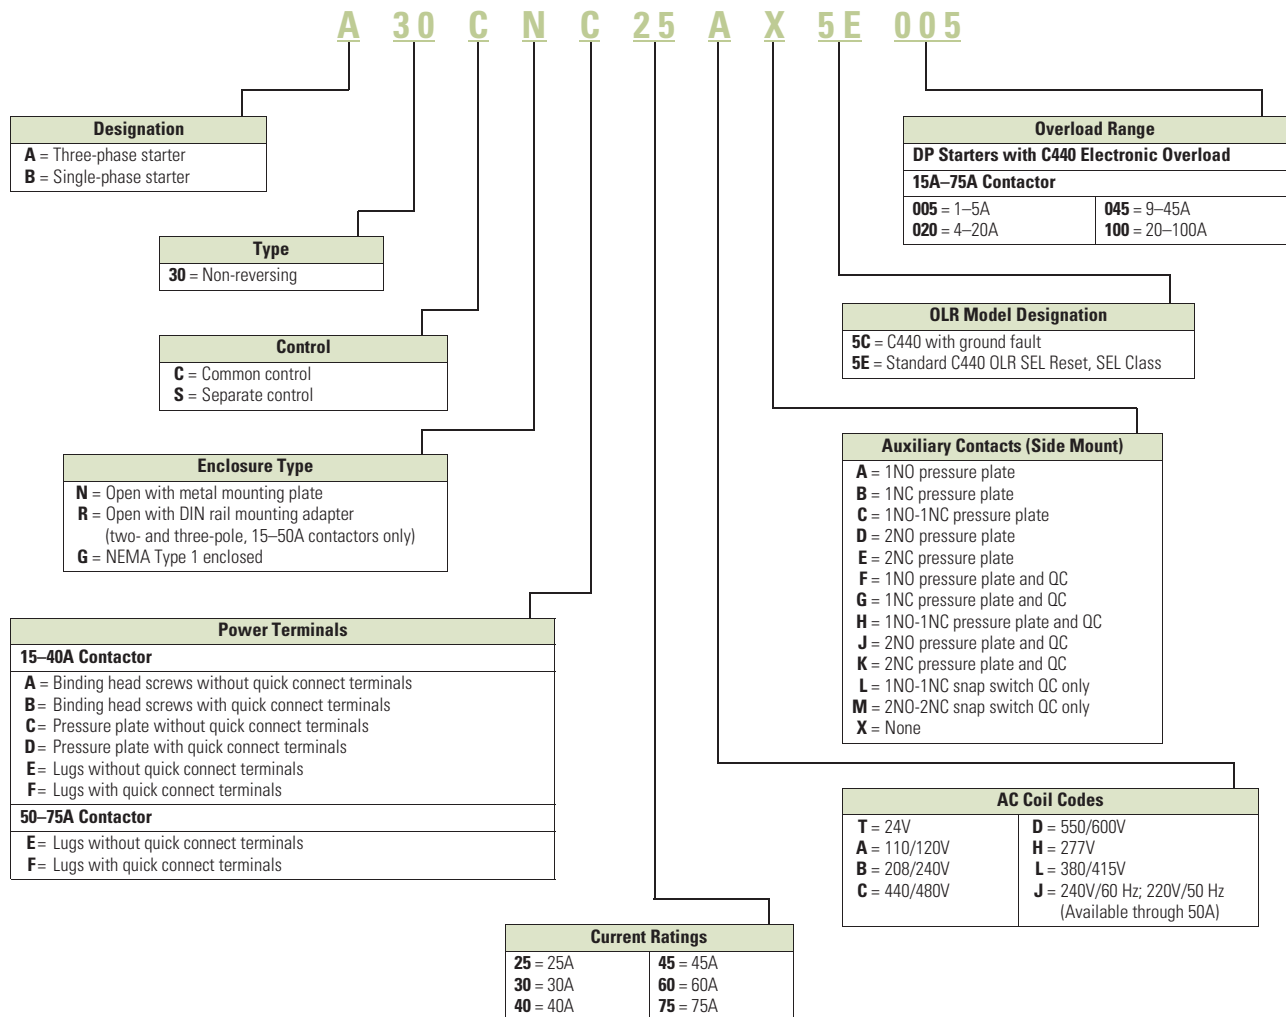 A 30 C N C 25 A X 5E 005
Designation
A = Three-phase starter
B = Single-phase starter
Type
30 = Non-reversing
Control
C = Common control
S = Separate control
Enclosure Type
N = Open with metal mounting plate
R = Open with DIN rail mounting adapter
(two- and three-pole, 15–50A contactors only)
G = NEMA Type 1 enclosed
Power Terminals
15–40A Contactor
A = Binding head screws without quick connect terminals
B = Binding head screws with quick connect terminals
C = Pressure plate without quick connect terminals
D = Pressure plate with quick connect terminals
E = Lugs without quick connect terminals
F = Lugs with quick connect terminals
50–75A Contactor
E = Lugs without quick connect terminals
F = Lugs with quick connect terminals
Current Ratings
25 = 25A
30 = 30A
40 = 40A
45 = 45A
60 = 60A
75 = 75A
Overload Range
DP Starters with C440 Electronic Overload
15A–75A Contactor
005 = 1–5A
020 = 4–20A
045 = 9–45A
100 = 20–100A
OLR Model Designation
5C = C440 with ground fault
5E = Standard C440 OLR SEL Reset, SEL Class
Auxiliary Contacts (Side Mount)
A = 1NO pressure plate
B = 1NC pressure plate
C = 1NO-1NC pressure plate
D = 2NO pressure plate
E = 2NC pressure plate
F = 1NO pressure plate and QC
G = 1NC pressure plate and QC
H = 1NO-1NC pressure plate and QC
J = 2NO pressure plate and QC
K = 2NC pressure plate and QC
L = 1NO-1NC snap switch QC only
M = 2NO-2NC snap switch QC only
X = None
AC Coil Codes
T = 24V
A = 110/120V
B = 208/240V
C = 440/480V
D = 550/600V
H = 277V
L = 380/415V
J = 240V/60 Hz; 220V/50 Hz
(Available through 50A)